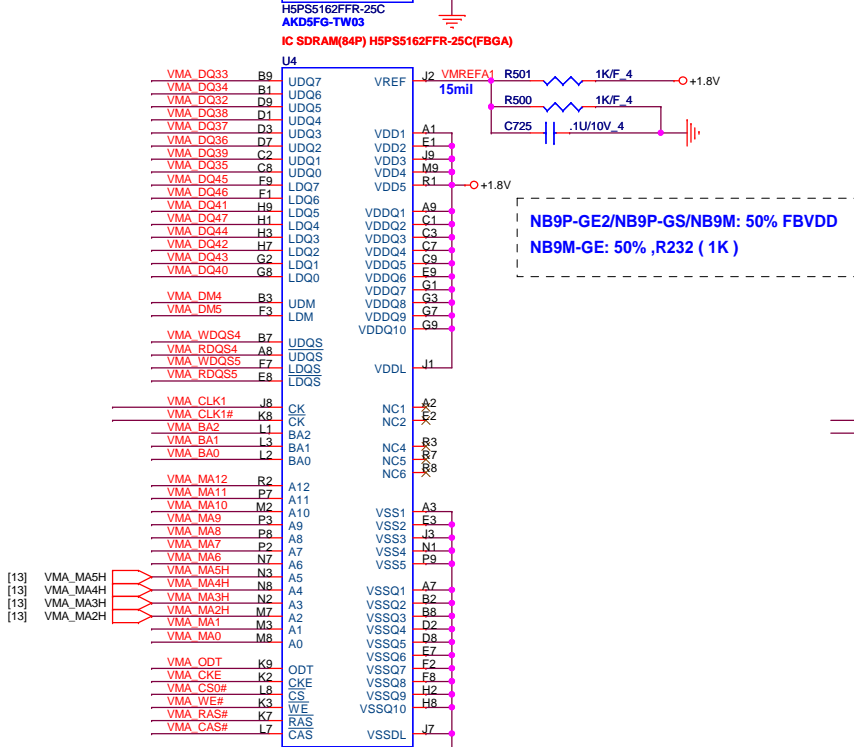 H5PS5162FFR-25C
AKD5FG-TW03
IC SDRAM(84P) H5PS5162FFR-25C(FBGA)
U4
VMA_DQ33 B9 UDQ7 VREF J2 VMREFA1 R501 1K/F_4 +1.8V
VMA_DQ34 B1 UDQ6 15mil
VMA_DQ32 D9 UDQ5 R500 1K/F_4
VMA_DQ38 D1 UDQ4
VMA_DQ37 D3 UDQ3 VDD1 A1 C725 .1U/10V_4
VMA_DQ36 D7 UDQ2 VDD2 E1
VMA_DQ39 C2 UDQ1 VDD3 J9
VMA_DQ35 C8 UDQ0 VDD4 M9
VMA_DQ45 F9 LDQ7 VDD5 R1 +1.8V
VMA_DQ46 F1 LDQ6
VMA_DQ41 H9 LDQ5 VDDQ1 A9
VMA_DQ47 H1 LDQ4 VDDQ2 C1
VMA_DQ44 H3 LDQ3 VDDQ3 C3
VMA_DQ42 H7 LDQ2 VDDQ4 C7
VMA_DQ43 G2 LDQ1 VDDQ5 C9
VMA_DQ40 G8 LDQ0 VDDQ6 E9
VDDQ7 G1
VMA_DM4 B3 UDM VDDQ8 G3
VMA_DM5 F3 LDM VDDQ9 G7
VDDQ10 G9
NB9P-GE2/NB9P-GS/NB9M: 50% FBVDD
NB9M-GE: 50% ,R232 ( 1K )
VMA_WDQS4 B7 UDQS
VMA_RDQS4 A8 UDQS
VMA_WDQS5 F7 LDQS VDDL J1
VMA_RDQS5 E8 LDQS
VMA_CLK1 J8 CK NC1 A2
VMA_CLK1# K8 CK NC2 E2
VMA_BA2 L1 BA2
VMA_BA1 L3 BA1 NC4 R3
VMA_BA0 L2 BA0 NC5 R7
NC6 R8
VMA_MA12 R2 A12
VMA_MA11 P7 A11
VMA_MA10 M2 A10 VSS1 A3
VMA_MA9 P3 A9 VSS2 E3
VMA_MA8 P8 A8 VSS3 J3
VMA_MA7 P2 A7 VSS4 N1
VMA_MA6 N7 A6 VSS5 P9
[13] VMA_MA5H VMA_MA5H N3 A5
[13] VMA_MA4H VMA_MA4H N8 A4 VSSQ1 A7
[13] VMA_MA3H VMA_MA3H N2 A3 VSSQ2 B2
[13] VMA_MA2H VMA_MA2H M7 A2 VSSQ3 B8
VMA_MA1 M3 A1 VSSQ4 D2
VMA_MA0 M8 A0 VSSQ5 D8
VSSQ6 E7
VMA_ODT K9 ODT VSSQ7 F2
VMA_CKE K2 CKE VSSQ8 F8
VMA_CS0# L8 CS VSSQ9 H2
VMA_WE# K3 WE VSSQ10 H8
VMA_RAS# K7 RAS
VMA_CAS# L7 CAS VSSDL J7